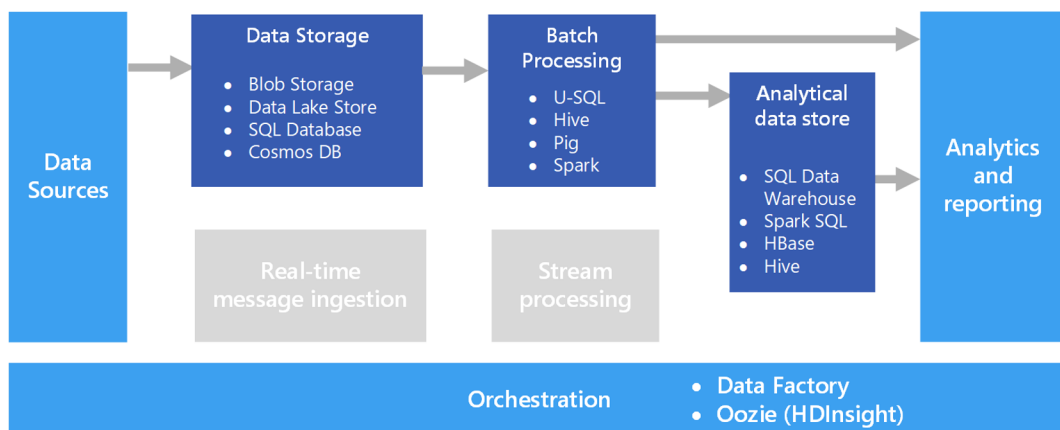 Data
Sources
Data Storage
• Blob Storage
• Data Lake Store
• SQL Database
• Cosmos DB
Real-time
message ingestion
Batch
Processing
• U-SQL
• Hive
• Pig
• Spark
Stream
processing
Analytical
data store
• SQL Data
Warehouse
• Spark SQL
• HBase
• Hive
Analytics
and
reporting
Orchestration
• Data Factory
• Oozie (HDInsight)